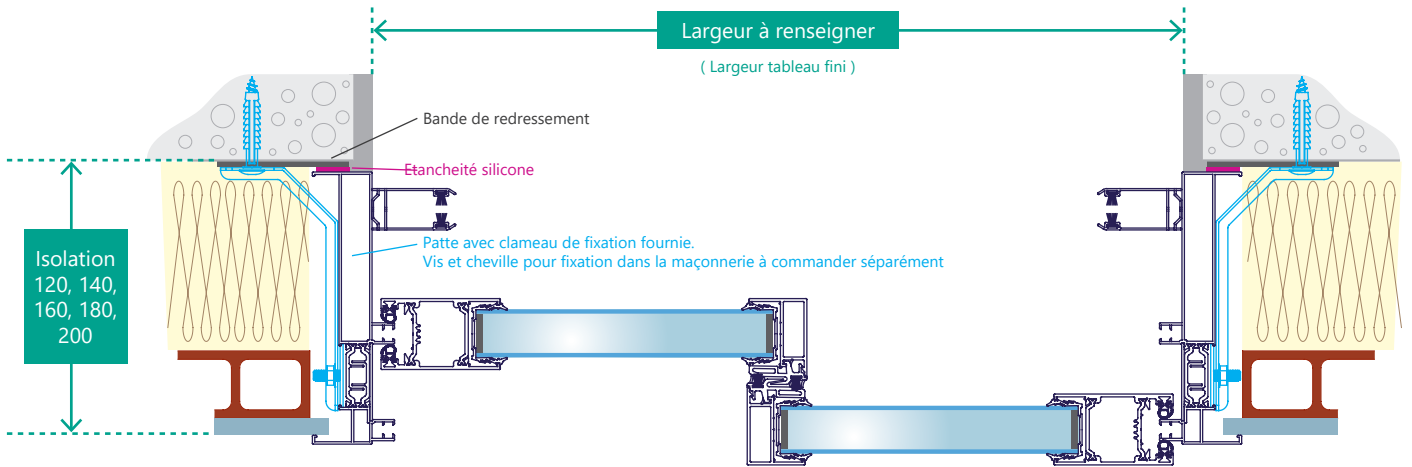 Largeur à renseigner
( Largeur tableau fini )
Bande de redressement
Etancheité silicone
Patte avec clameau de fixation fournie.
Vis et cheville pour fixation dans la maçonnerie à commander séparément
Isolation
120, 140,
160, 180,
200